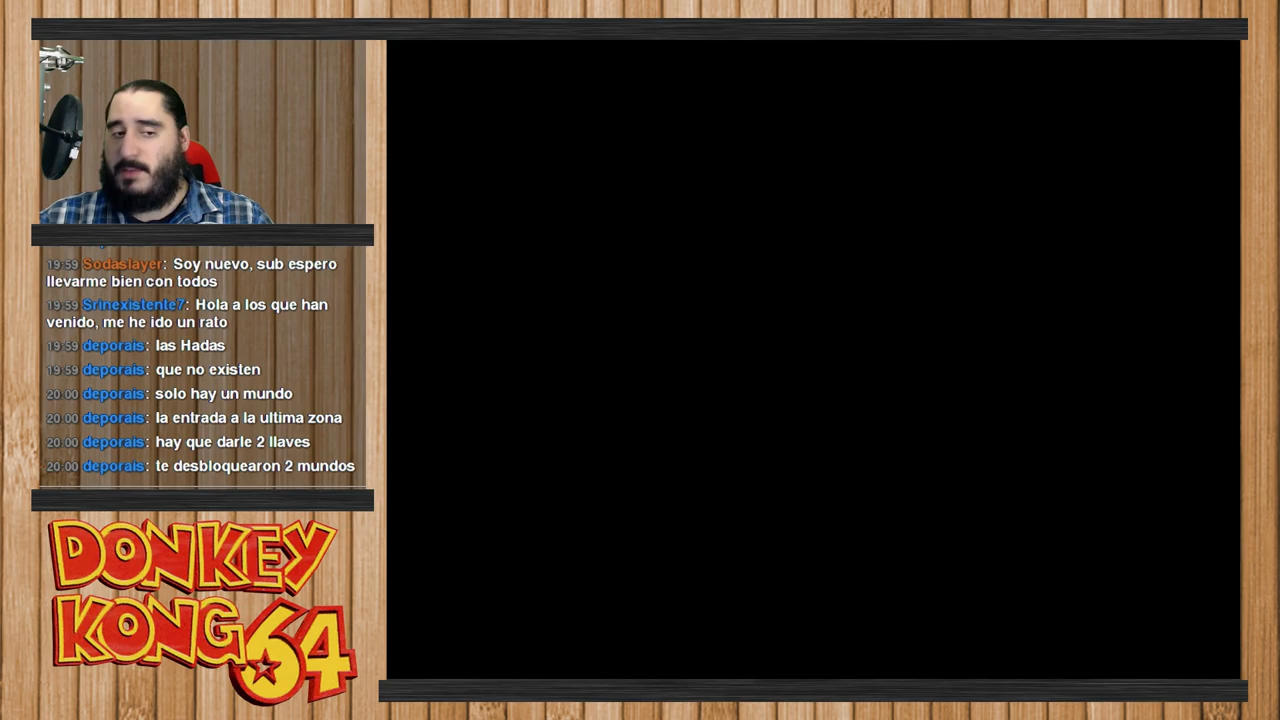 19:59 Sodaslayer: Soy nuevo, sub espero
llevarme bien con todos
19:59 Srinexistente7: Hola a los que han
venido, me he ido un rato
19:59 deporais: las Hadas
19:59 deporais: que no existen
20:00 deporais: solo hay un mundo
20:00 deporais: la entrada a la ultima zona
20:00 deporais: hay que darle 2 llaves
20:00 deporais: te desbloquearon 2 mundos
DONKEY
KONG 64